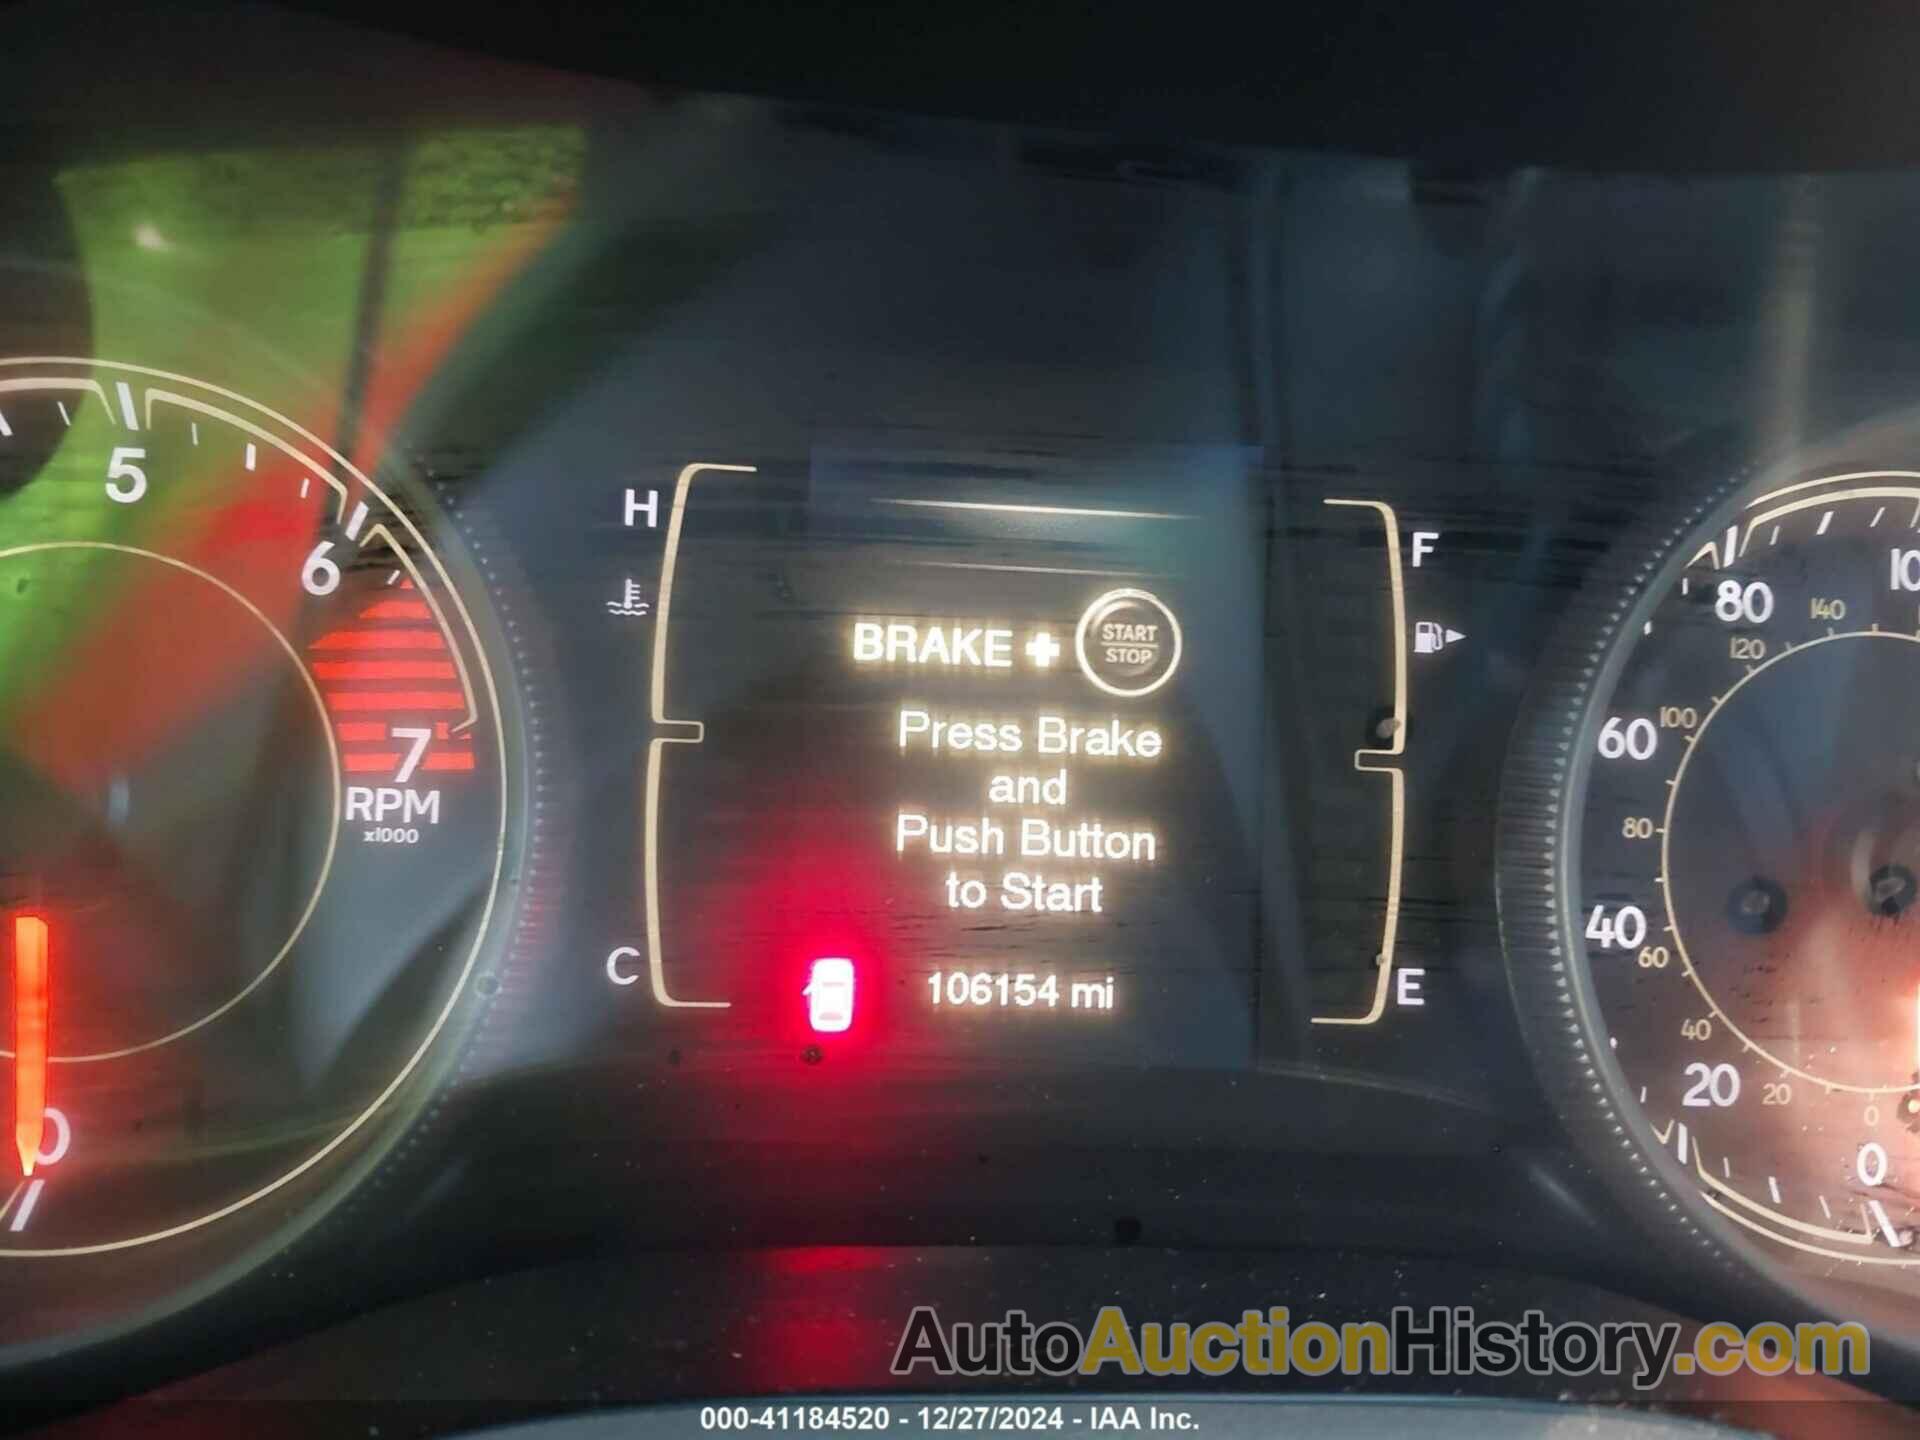 5
6
7
RPM
x1000
0
H
C
BRAKE + START STOP
Press Brake
and
Push Button
to Start
106154 mi
F
E
80
60
40
20
0
140
120
100
80
60
40
20
0
AutoAuctionHistory.com
000-41184520 - 12/27/2024 - IAA Inc.